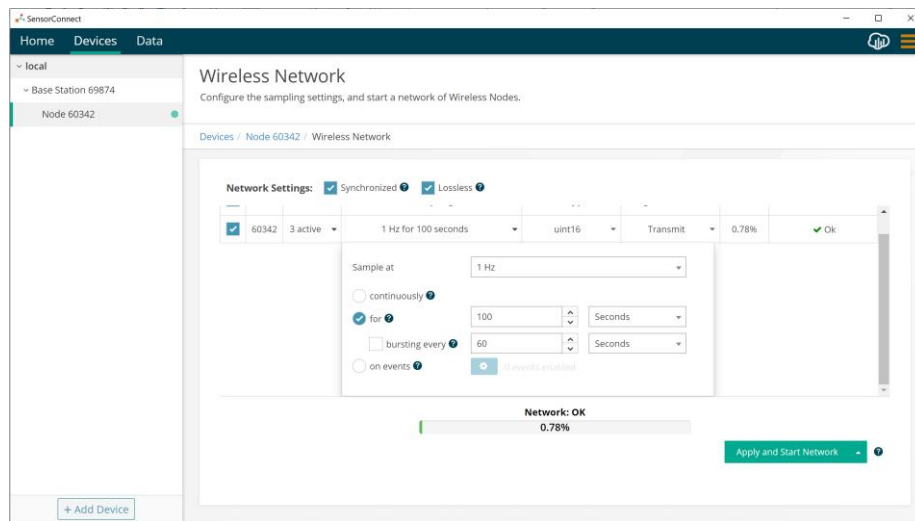 SensorConnect
Home Devices Data
local
Base Station 69874
Node 60342
+ Add Device
Wireless Network
Configure the sampling settings, and start a network of Wireless Nodes.
Devices / Node 60342 / Wireless Network
Network Settings: Synchronized Lossless
60342 3 active 1 Hz for 100 seconds uint16 Transmit 0.78% Ok
Sample at 1 Hz
continuously
for 100 Seconds
bursting every 60 Seconds
on events 0 events enabled
Network: OK
0.78%
Apply and Start Network